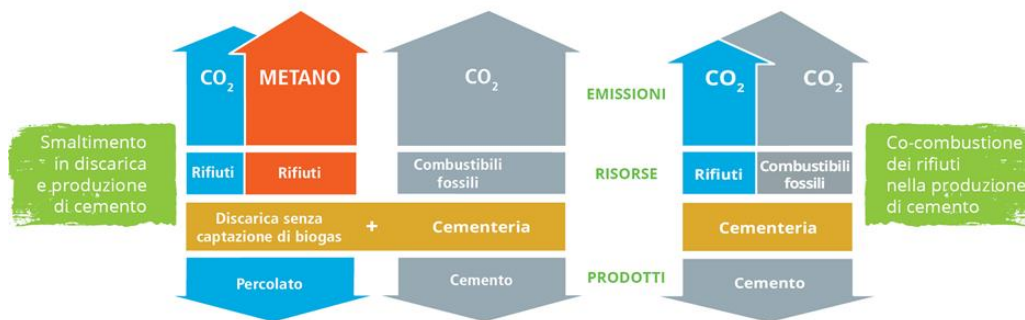 Smaltimento
in discarica
e produzione
di cemento
CO2
METANO
CO2
EMISSIONI
CO2
CO2
Rifiuti
Rifiuti
Combustibili
fossili
RISORSE
Rifiuti
Combustibili
fossili
Discarica senza
captazione di biogas
+
Cementeria
Cementeria
Percolato
Cemento
PRODOTTI
Cemento
Co-combustione
dei rifiuti
nella produzione
di cemento